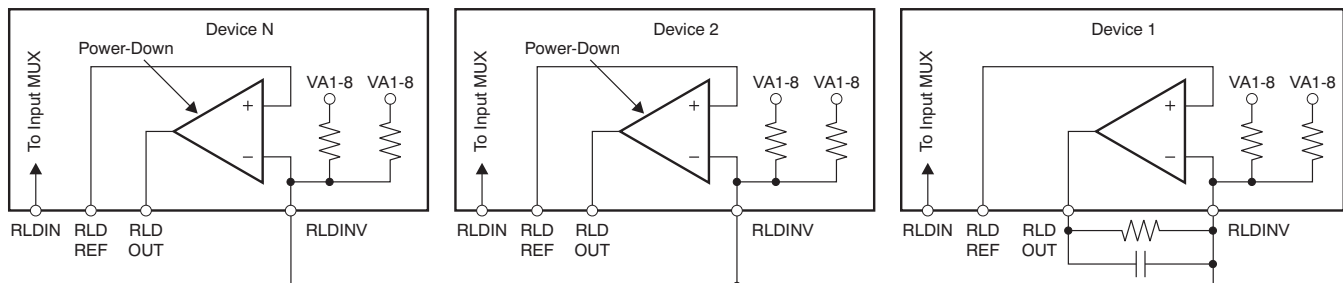 Device N
Power-Down
To Input MUX
VA1-8 VA1-8
+
−
RLDIN
RLD
REF
RLD
OUT
RLDINV
Device 2
Power-Down
To Input MUX
VA1-8 VA1-8
+
−
RLDIN
RLD
REF
RLD
OUT
RLDINV
Device 1
To Input MUX
VA1-8 VA1-8
+
−
RLDIN
RLD
REF
RLD
OUT
RLDINV